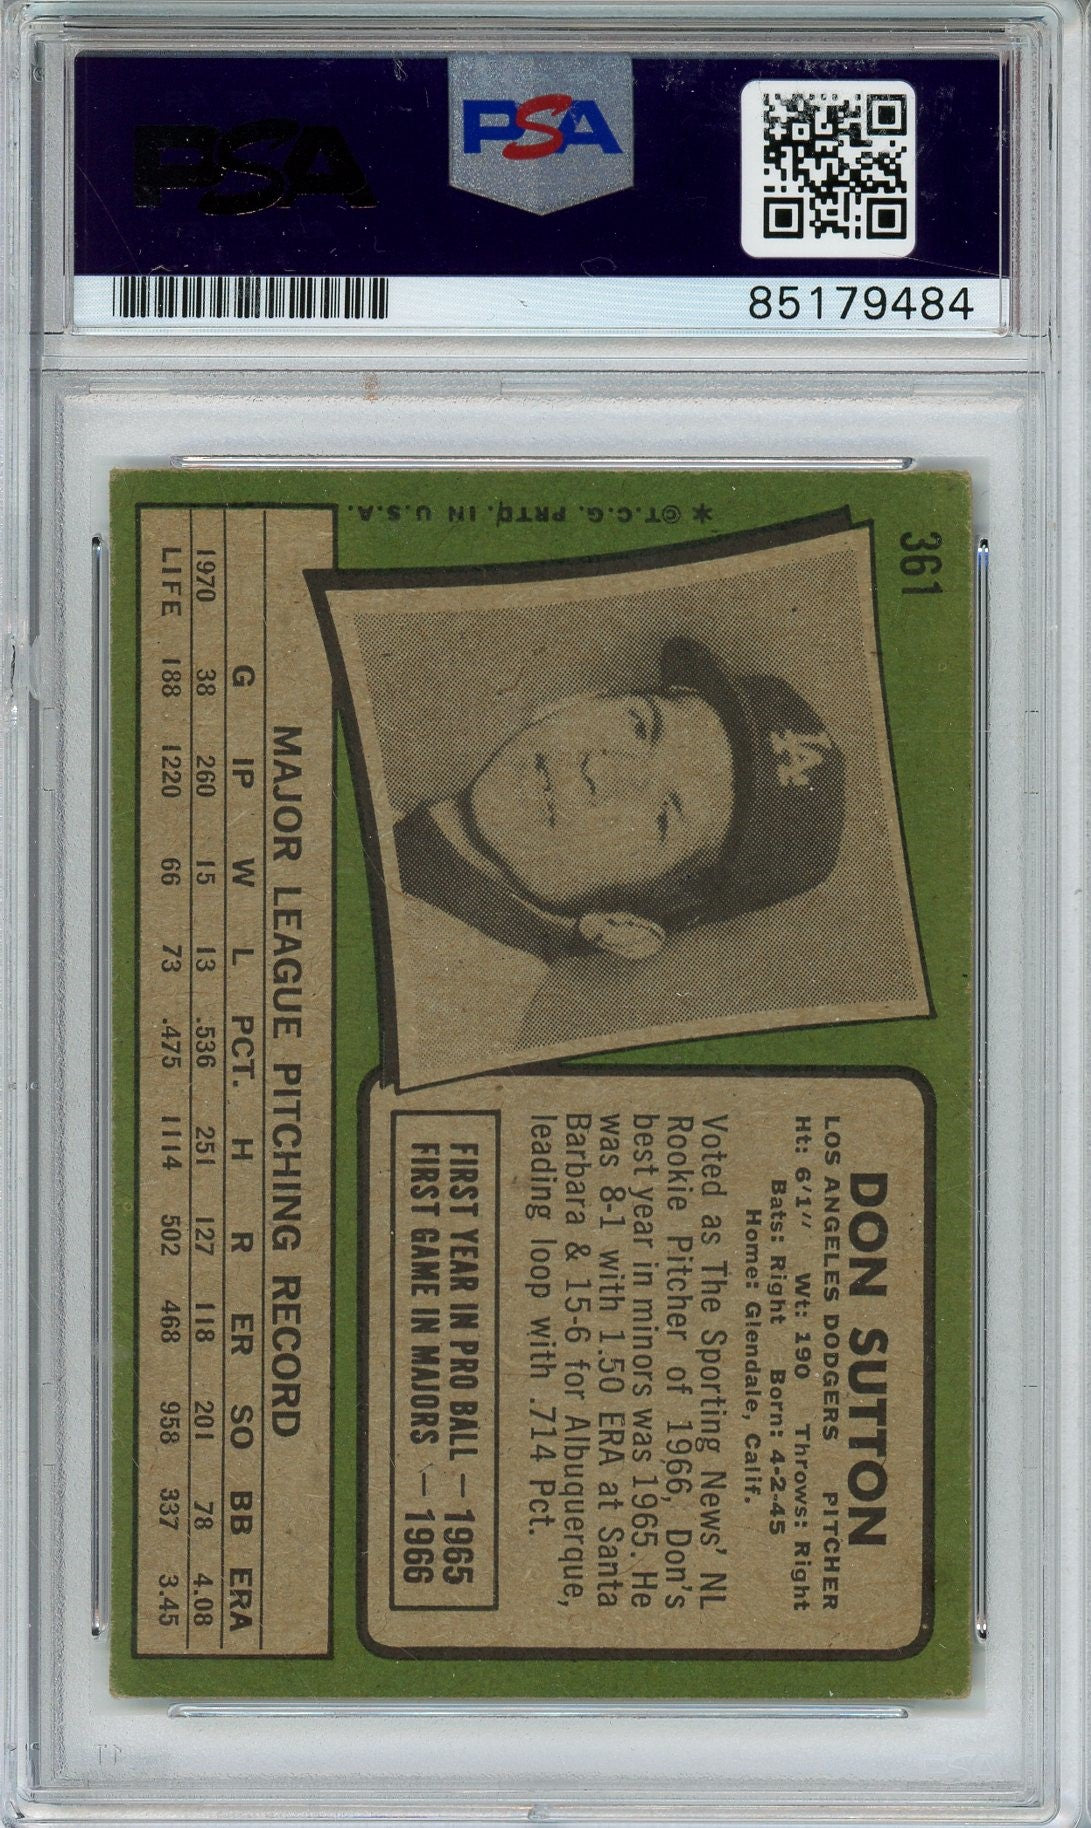 PSA
PSA
85179484
361
*©T.C.G. PRTD. IN U.S.A.
LA
DON SUTTON
LOS ANGELES DODGERS PITCHER
Ht: 6'1'' Wt: 190 Throws: Right
Bats: Right Born: 4-2-45
Home: Glendale, Calif.
Voted as The Sporting News' NL
Rookie Pitcher of 1966, Don's
best year in minors was 1965. He
was 8-1 with 1.50 ERA at Santa
Barbara & 15-6 for Albuquerque,
leading loop with .714 Pct.
FIRST YEAR IN PRO BALL — 1965
FIRST GAME IN MAJORS — 1966
MAJOR LEAGUE PITCHING RECORD
G IP W L PCT. H R ER SO BB ERA
1970 38 260 15 13 .536 251 127 118 201 78 4.08
LIFE 188 1220 66 73 .475 1114 502 468 958 337 3.45